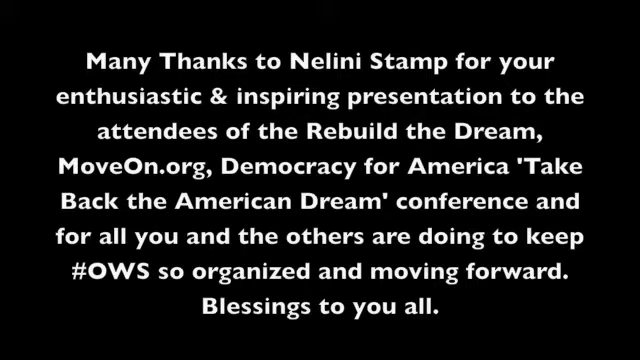 Many Thanks to Nelini Stamp for your
enthusiastic & inspiring presentation to the
attendees of the Rebuild the Dream,
MoveOn.org, Democracy for America 'Take
Back the American Dream' conference and
for all you and the others are doing to keep
#OWS so organized and moving forward.
Blessings to you all.